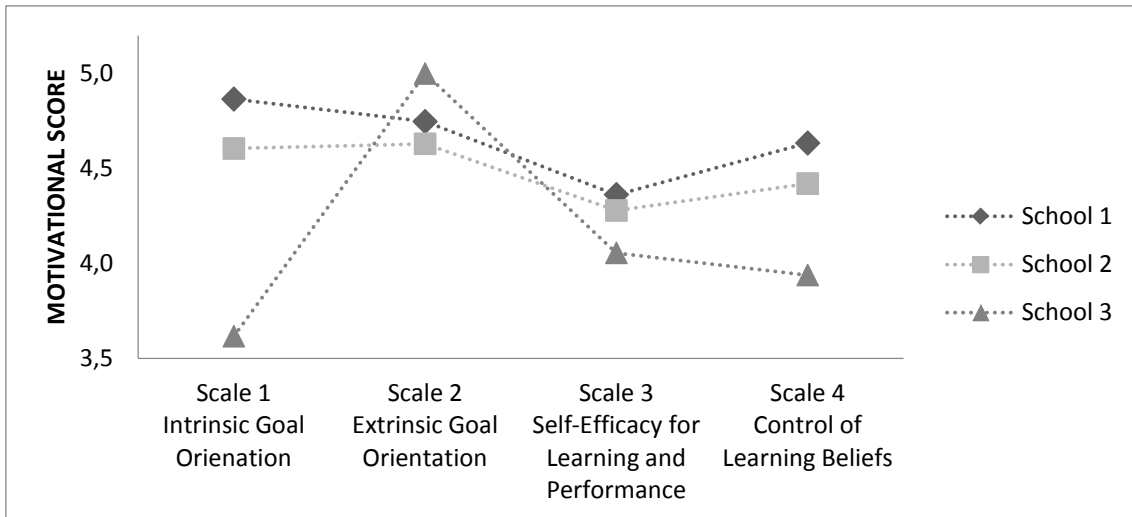 MOTIVATIONAL SCORE
5,0
4,5
4,0
3,5
Scale 1
Intrinsic Goal
Orienation
Scale 2
Extrinsic Goal
Orientation
Scale 3
Self-Efficacy for
Learning and
Performance
Scale 4
Control of
Learning Beliefs
School 1
School 2
School 3